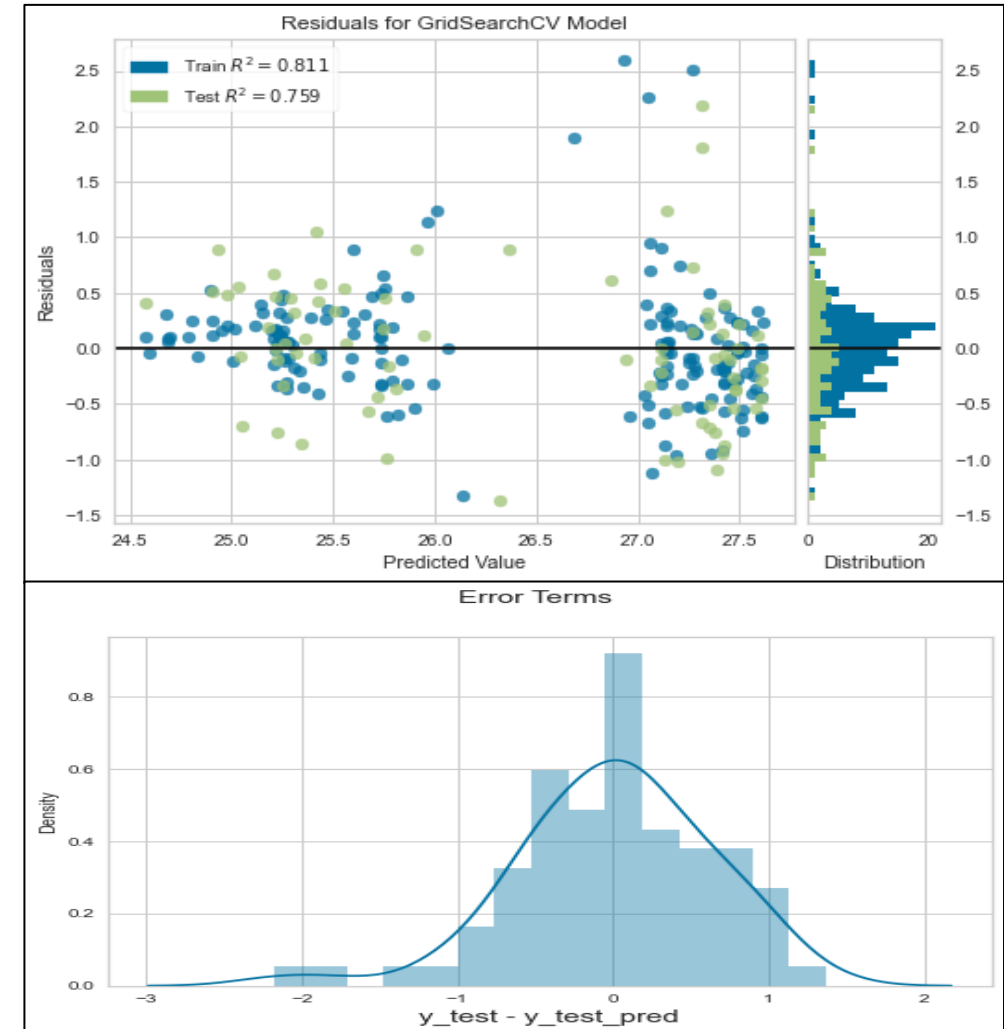 Residuals for GridSearchCV Model
Train R² = 0.811
Test R² = 0.759
2.5
2.0
1.5
1.0
0.5
0.0
−0.5
−1.0
−1.5
Residuals
24.5 25.0 25.5 26.0 26.5 27.0 27.5
Predicted Value
2.5
2.0
1.5
1.0
0.5
0.0
−0.5
−1.0
−1.5
0 20
Distribution
Error Terms
0.8
0.6
0.4
0.2
0.0
Density
−3 −2 −1 0 1 2
y_test - y_test_pred